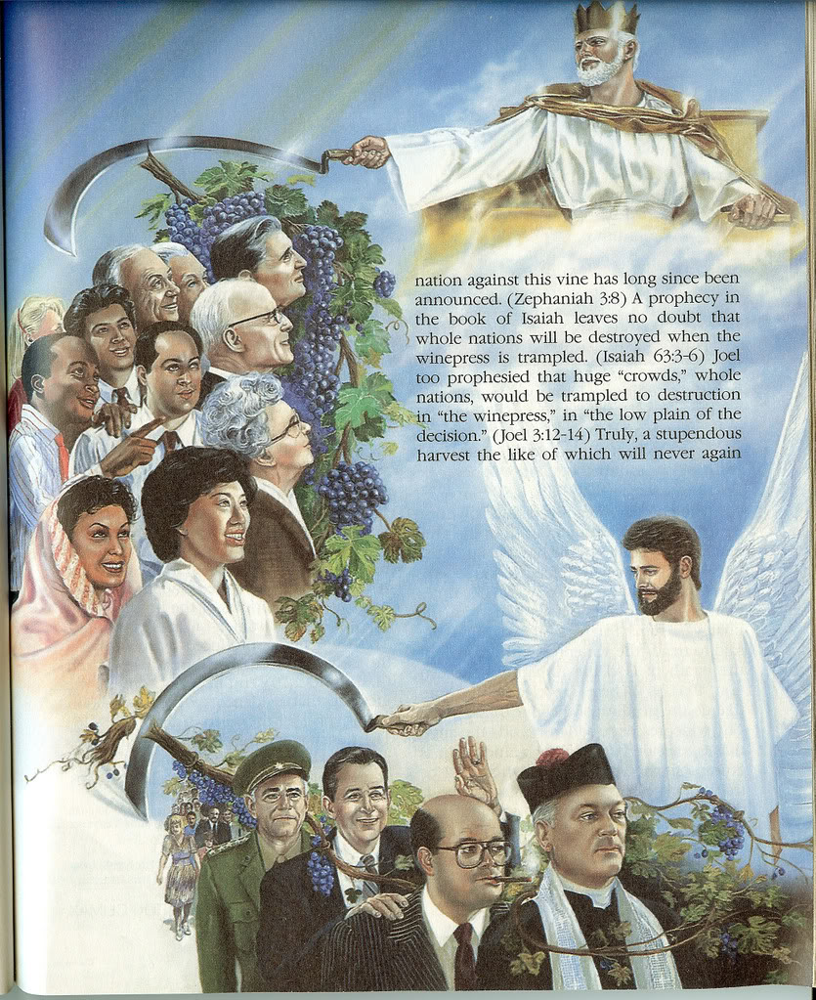 nation against this vine has long since been
announced. (Zephaniah 3:8) A prophecy in
the book of Isaiah leaves no doubt that
whole nations will be destroyed when the
winepress is trampled. (Isaiah 63:3-6) Joel
too prophesied that huge “crowds,” whole
nations, would be trampled to destruction
in “the winepress,” in “the low plain of the
decision.” (Joel 3:12-14) Truly, a stupendous
harvest the like of which will never again